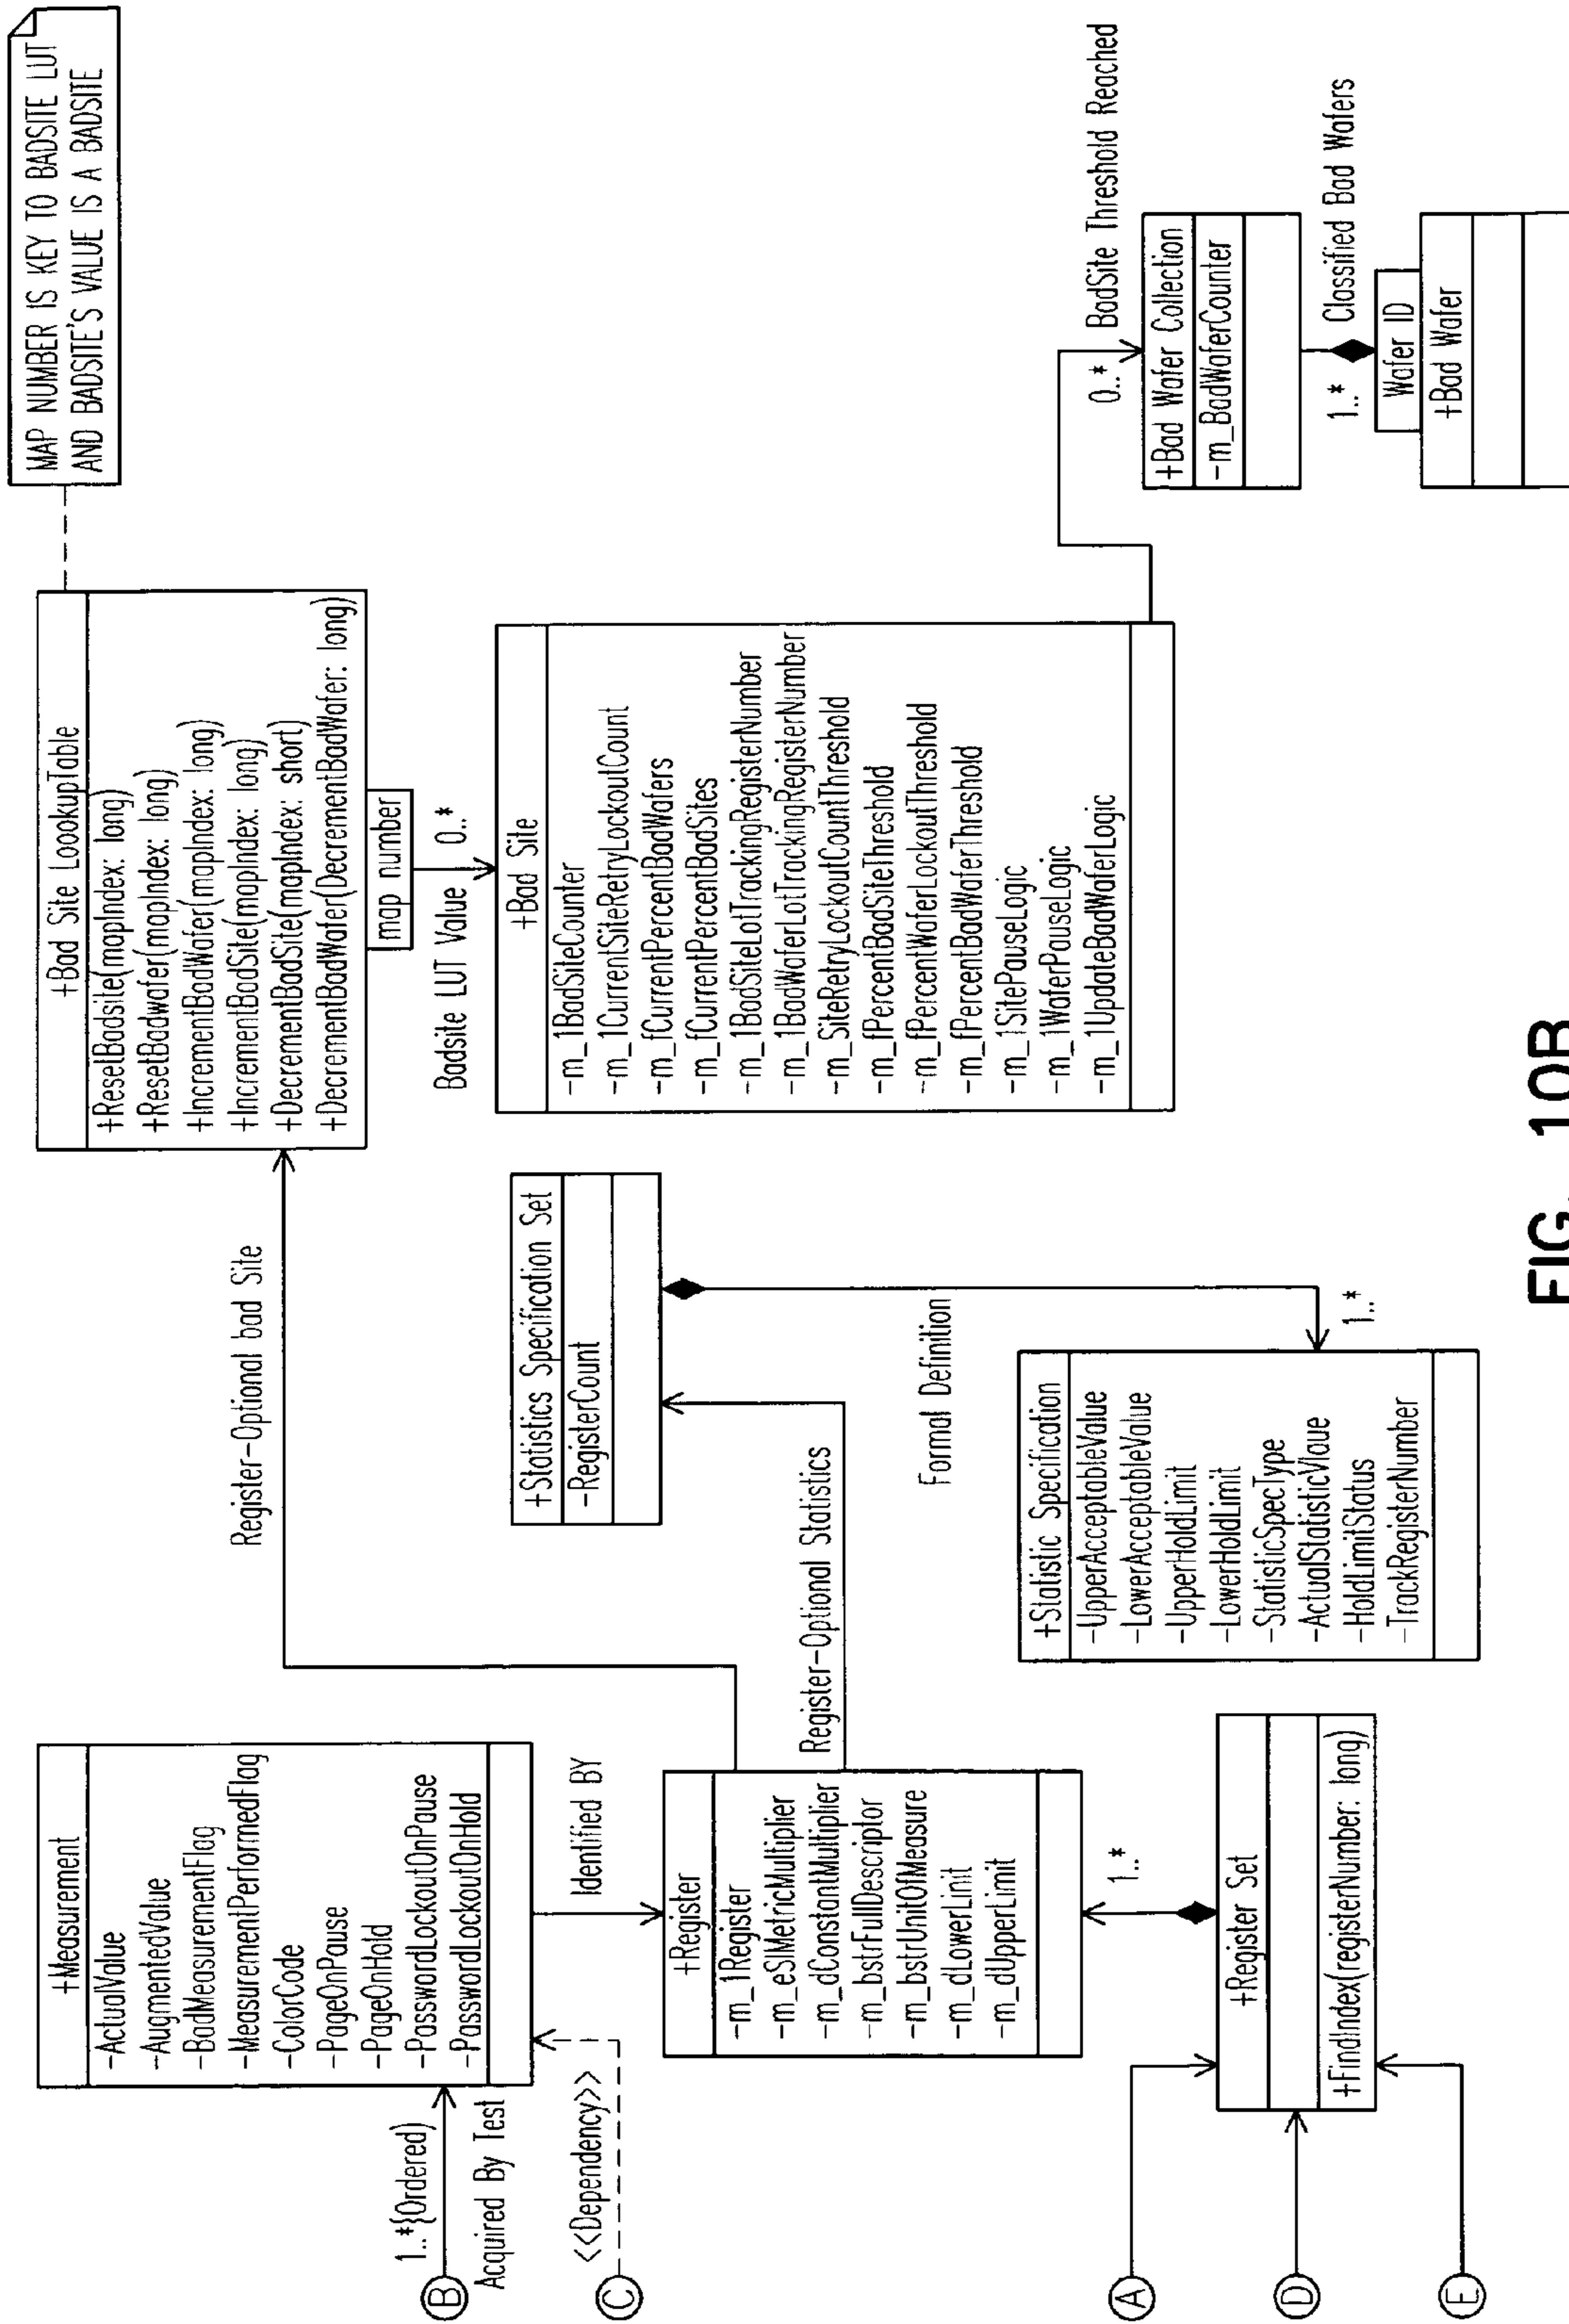 MAP NUMBER IS KEY TO BADSITE LUT
AND BADSITE'S VALUE IS A BADSITE
+Measurement
-ActualValue
-AugmentedValue
-BadMeasurementFlag
-MeasurementPerformedFlag
-ColorCode
-PageOnPause
-PageOnHold
-PasswordLockoutOnPause
-PasswordLockoutOnHold
1..*{Ordered}
B
Acquired By Test
<<Dependency>>
C
Identified BY
Register-Optional bad Site
+Bad Site LoookupTable
+ResetBadsite(mapIndex: long)
+ResetBadwafer(mapIndex: long)
+IncrementBadWafer(mapIndex: long)
+IncrementBadSite(mapIndex: long)
+DecrementBadSite(mapIndex: short)
+DecrementBadWafer(DecrementBadWafer: long)
map number
Badsite LUT Value 0..*
+Register
-m_1Register
-m_eSIMetricMultiplier
-m_dConstantMultiplier
-m_bstrFullDescriptor
-m_bstrUnitOfMeasure
-m_dLowerLimit
-m_dUpperLimit
Register-Optional Statistics
+Statistics Specification Set
-RegisterCount
Formal Definition
1..*
+Bad Site
-m_1BadSiteCounter
-m_1CurrentSiteRetryLockoutCount
-m_fCurrentPercentBadWafers
-m_fCurrentPercentBadSites
-m_1BadSiteLotTrackingRegisterNumber
-m_1BadWaferLotTrackingRegisterNumber
-m_SiteRetryLockoutCountThreshold
-m_fPercentBadSiteThreshold
-m_fPercentWaferLockoutThreshold
-m_fPercentBadWaferThreshold
-m_1SitePauseLogic
-m_1WaferPauseLogic
-m_1UpdateBadWaferLogic
0..* BadSite Threshold Reached
A
D
E
1..*
+Register Set
+FindIndex(registerNumber: long)
+Statistic Specification
-UpperAcceptableValue
-LowerAcceptableValue
-UpperHoldLimit
-LowerHoldLimit
-StatisticSpecType
-ActualStatisticVlaue
-HoldLimitStatus
-TrackRegisterNumber
+Bad Wafer Collection
-m_BadWaferCounter
1..* Classified Bad Wafers
Wafer ID
+Bad Wafer
FIG. 10B